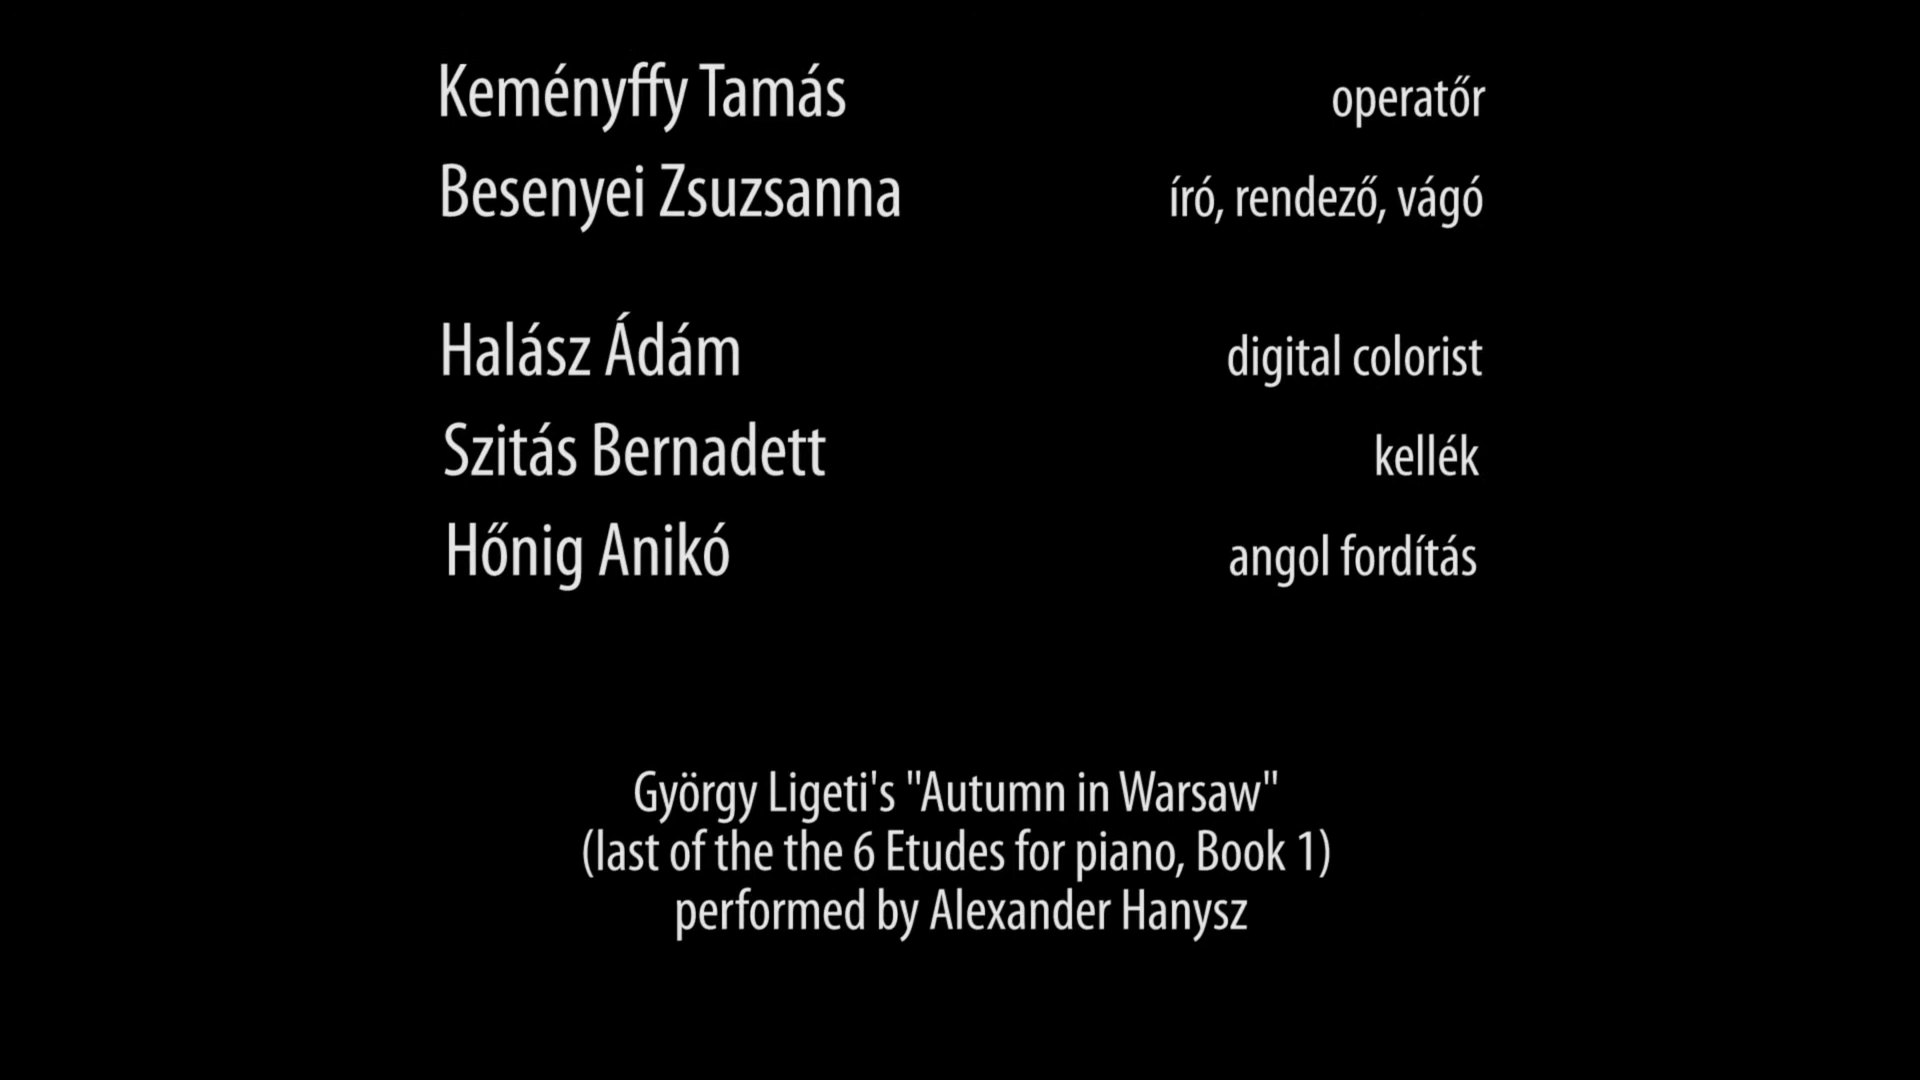 Keményffy Tamás operatőr
Besenyei Zsuzsanna író, rendező, vágó
Halász Ádám digital colorist
Szitás Bernadett kellék
Hőnig Anikó angol fordítás
György Ligeti's "Autumn in Warsaw"
(last of the the 6 Etudes for piano, Book 1)
performed by Alexander Hanysz